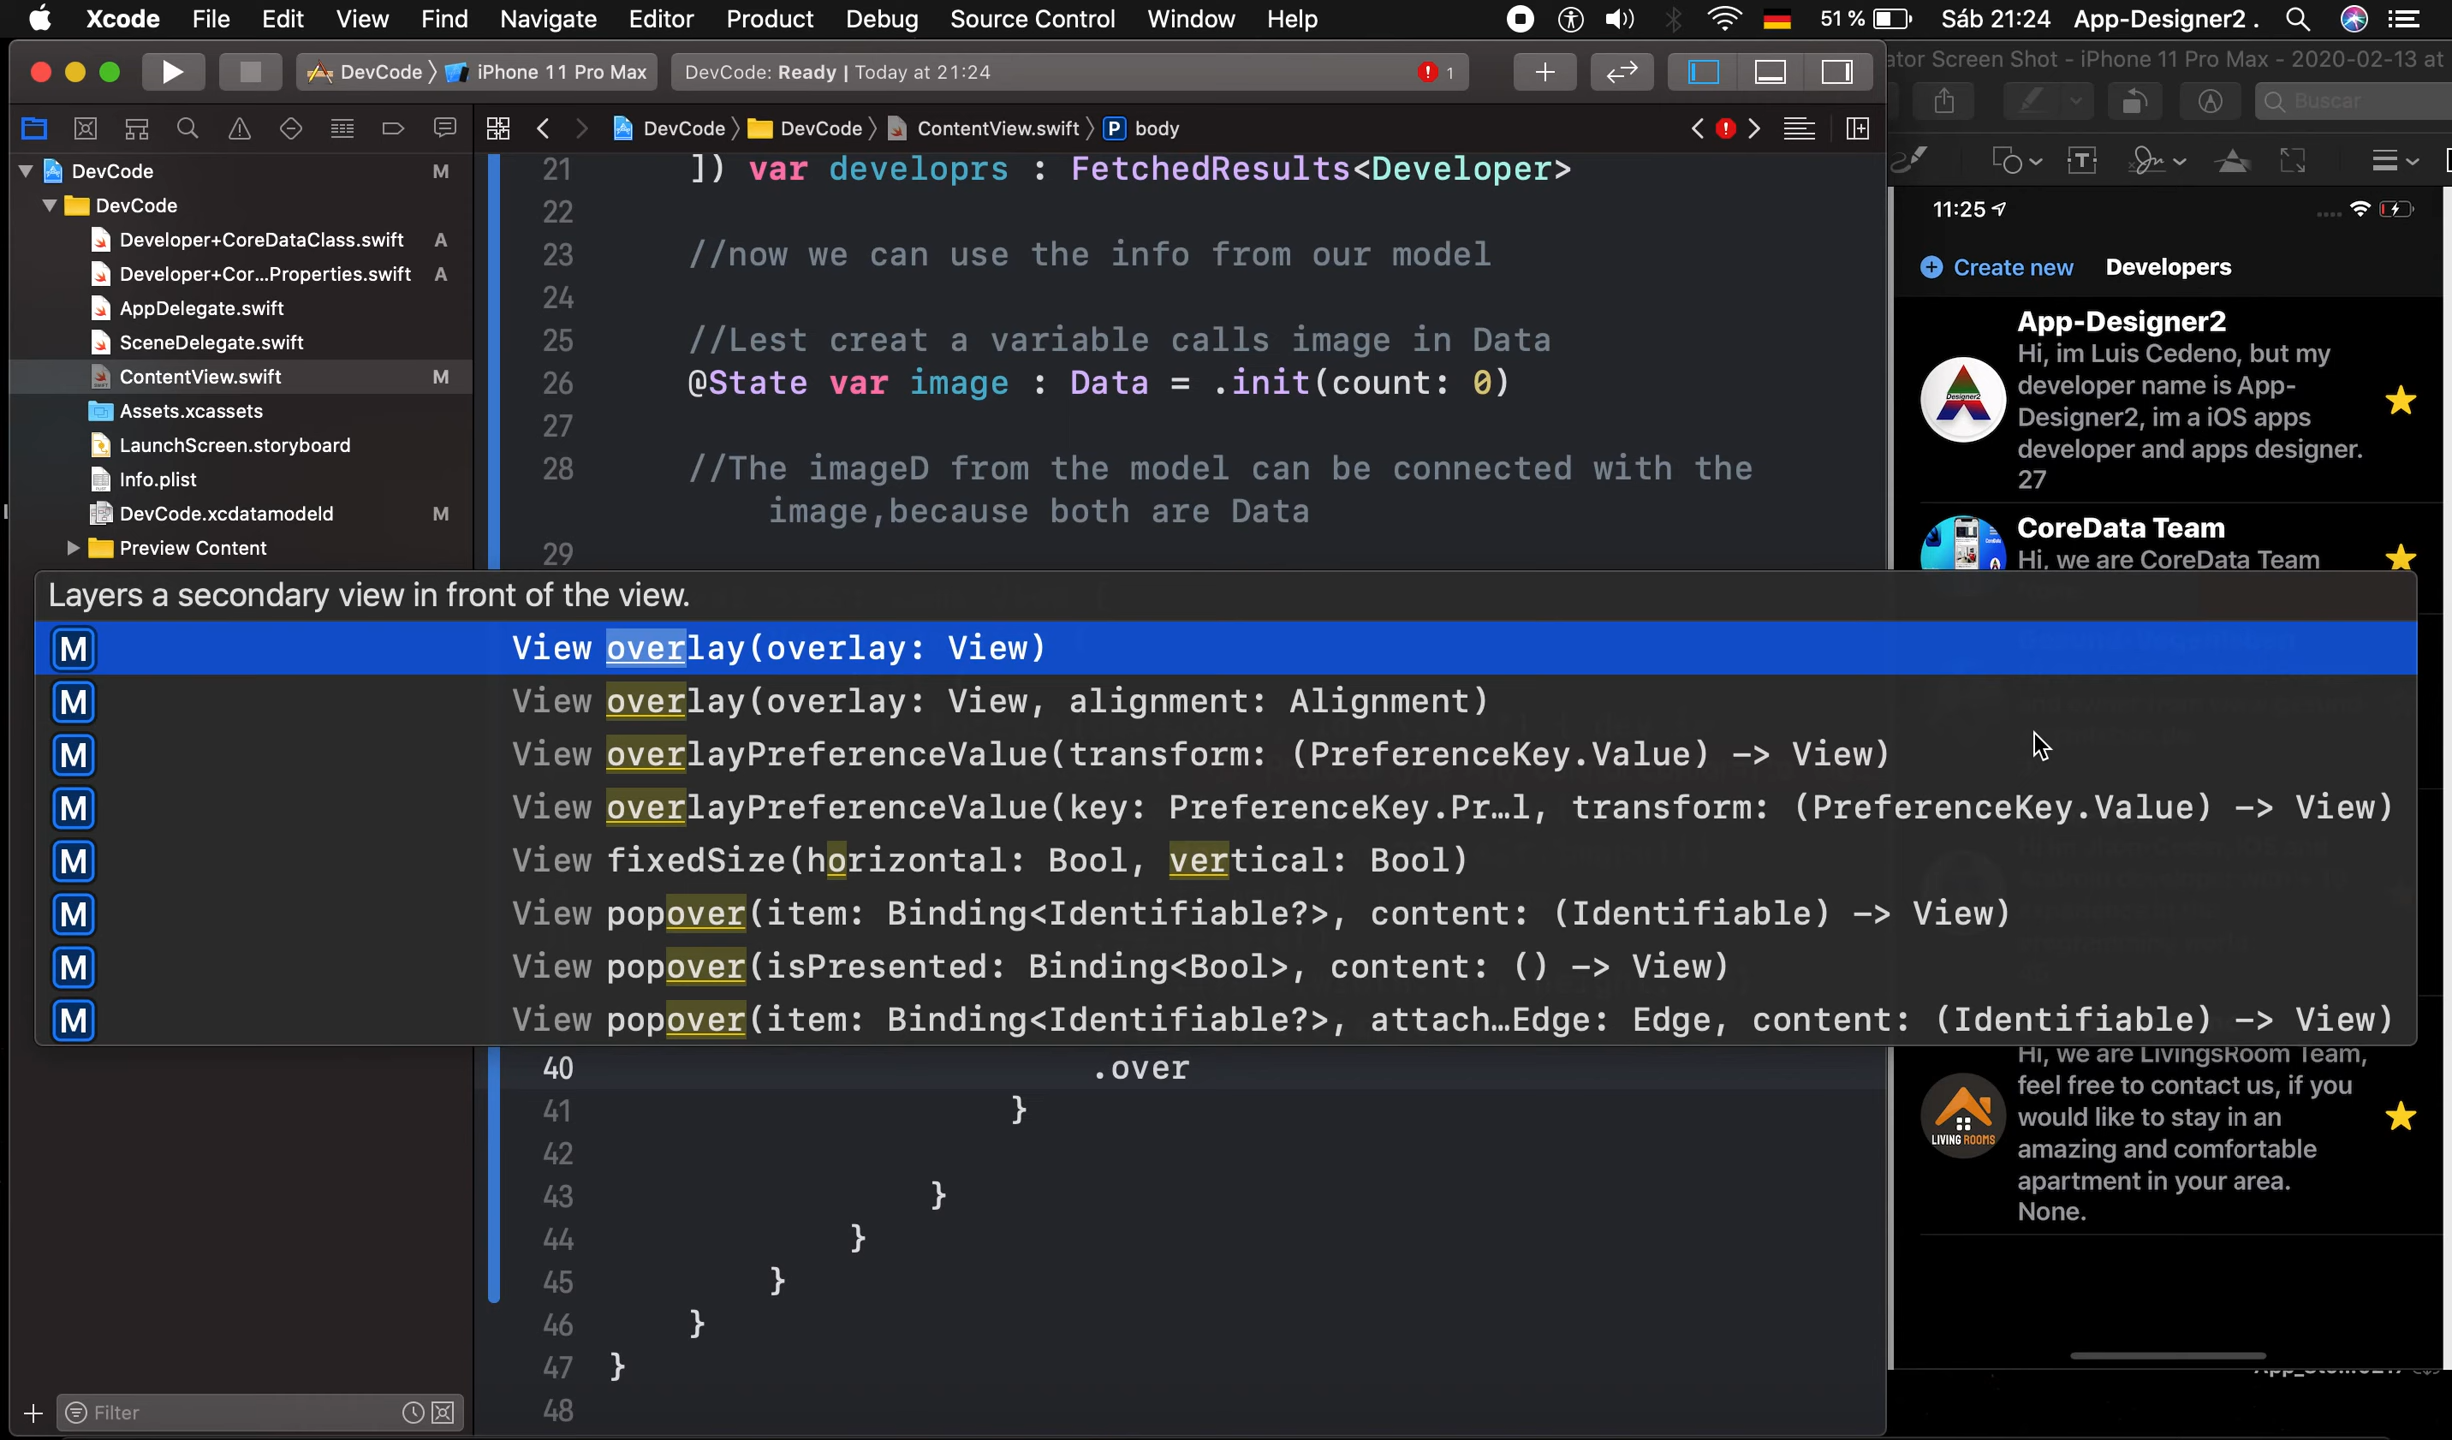 Xcode File Edit View Find Navigate Editor Product Debug Source Control Window Help 51 % Sáb 21:24 App-Designer2 .
DevCode iPhone 11 Pro Max DevCode: Ready | Today at 21:24 1
ator Screen Shot - iPhone 11 Pro Max - 2020-02-13 at
Buscar
DevCode DevCode ContentView.swift P body
DevCode M
DevCode
Developer+CoreDataClass.swift A
Developer+Cor...Properties.swift A
AppDelegate.swift
SceneDelegate.swift
ContentView.swift M
Assets.xcassets
LaunchScreen.storyboard
Info.plist
DevCode.xcdatamodeld M
Preview Content
21 ]) var developrs : FetchedResults<Developer>
22
23 //now we can use the info from our model
24
25 //Lest creat a variable calls image in Data
26 @State var image : Data = .init(count: 0)
27
28 //The imageD from the model can be connected with the
image,because both are Data
29
Layers a secondary view in front of the view.
M View overlay(overlay: View)
M View overlay(overlay: View, alignment: Alignment)
M View overlayPreferenceValue(transform: (PreferenceKey.Value) -> View)
M View overlayPreferenceValue(key: PreferenceKey.Pr…l, transform: (PreferenceKey.Value) -> View)
M View fixedSize(horizontal: Bool, vertical: Bool)
M View popover(item: Binding<Identifiable?>, content: (Identifiable) -> View)
M View popover(isPresented: Binding<Bool>, content: () -> View)
M View popover(item: Binding<Identifiable?>, attach…Edge: Edge, content: (Identifiable) -> View)
40 .over
41 }
42
43 }
44 }
45 }
46 }
47 }
48
Filter
11:25
Create new Developers
App-Designer2
Hi, im Luis Cedeno, but my
developer name is App-
Designer2, im a iOS apps
developer and apps designer.
27
Designer2
CoreData Team
Hi, we are CoreData Team
Hi, we are LivingsRoom Team,
feel free to contact us, if you
would like to stay in an
amazing and comfortable
apartment in your area.
None.
LIVING ROOMS